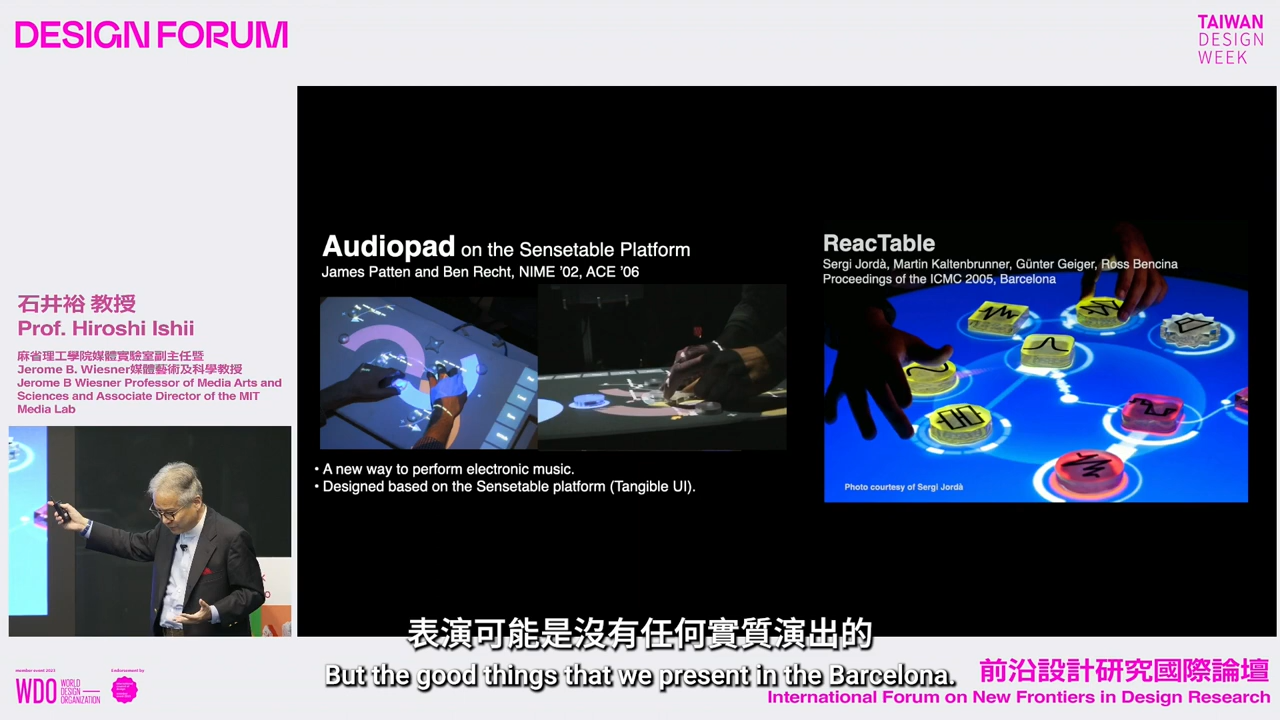 DESIGN FORUM
TAIWAN
DESIGN
WEEK
Audiopad on the Sensetable Platform
James Patten and Ben Recht, NIME '02, ACE '06
ReacTable
Sergi Jordà, Martin Kaltenbrunner, Günter Geiger, Ross Bencina
Proceedings of the ICMC 2005, Barcelona
石井裕 教授
Prof. Hiroshi Ishii
麻省理工學院媒體實驗室副主任暨
Jerome B. Wiesner媒體藝術及科學教授
Jerome B Wiesner Professor of Media Arts and
Sciences and Associate Director of the MIT
Media Lab
• A new way to perform electronic music.
• Designed based on the Sensetable platform (Tangible UI).
Photo courtesy of Sergi Jordà
表演可能是沒有任何實質演出的
But the good things that we present in the Barcelona.
member event 2023
Endorsement by
WDO
WORLD
DESIGN
ORGANIZATION
前沿設計研究國際論壇
International Forum on New Frontiers in Design Research